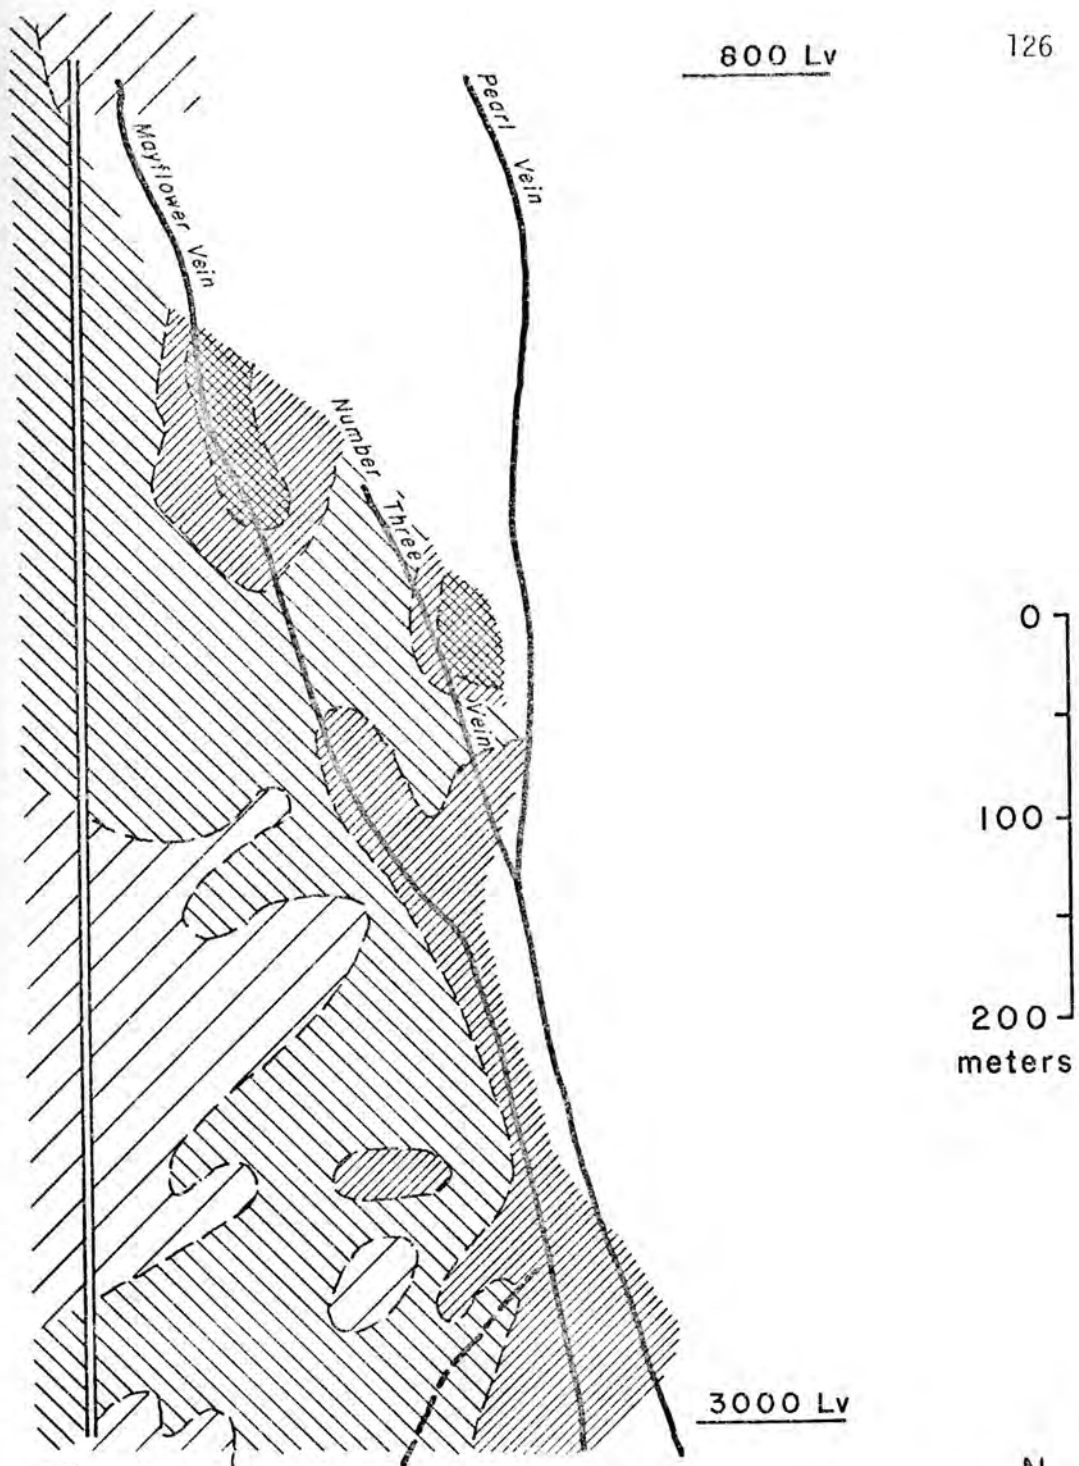 800 Lv
126
Pearl Vein
Mayflower Vein
Number Three Vein
0
100
200
meters
3000 Lv
N